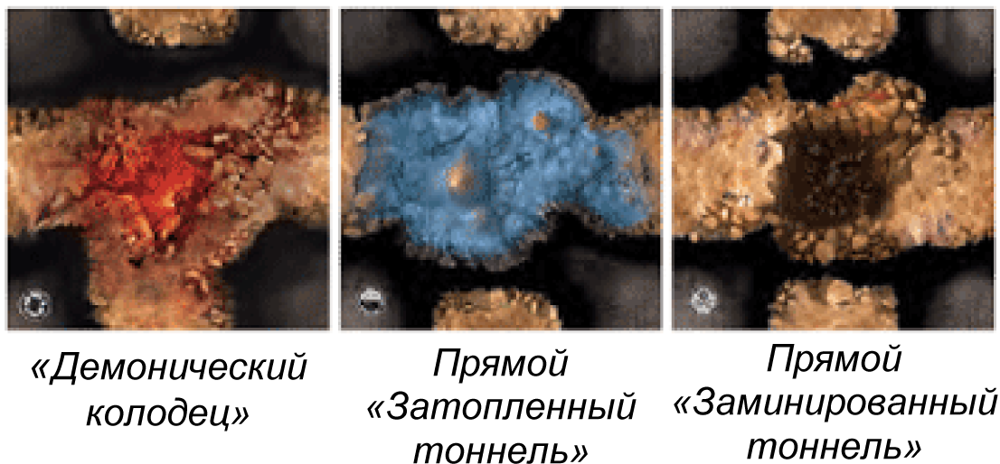 «Демонический
колодец»
Прямой
«Затопленный
тоннель»
Прямой
«Заминированный
тоннель»